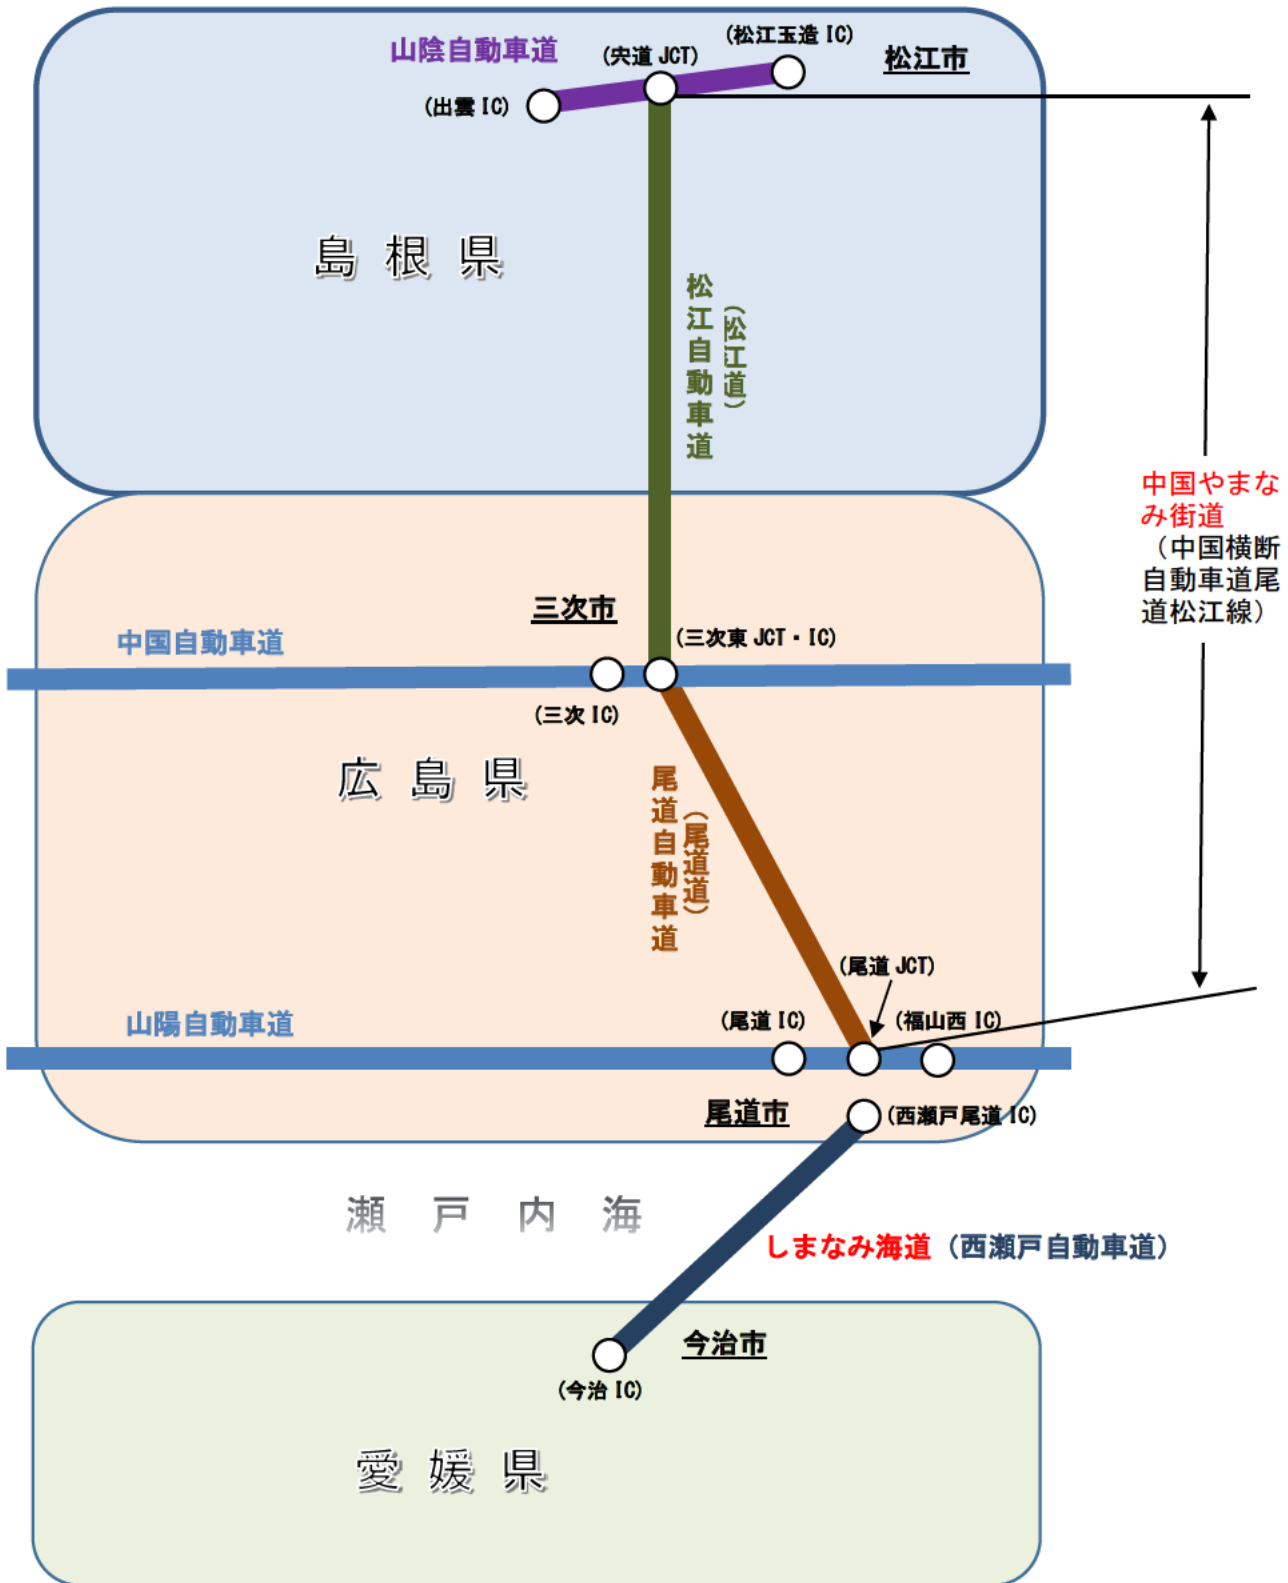 山陰自動車道
(宍道 JCT)
(松江玉造 IC)
松江市
(出雲 IC)
島根県
松江自動車道
(松江道)
中国やまな
み街道
（中国横断
自動車道尾
道松江線）
三次市
中国自動車道
(三次東 JCT・IC)
(三次 IC)
広島県
尾道自動車道
(尾道道)
(尾道 JCT)
山陽自動車道
(尾道 IC)
(福山西 IC)
尾道市
(西瀬戸尾道 IC)
瀬戸内海
しまなみ海道（西瀬戸自動車道）
今治市
(今治 IC)
愛媛県